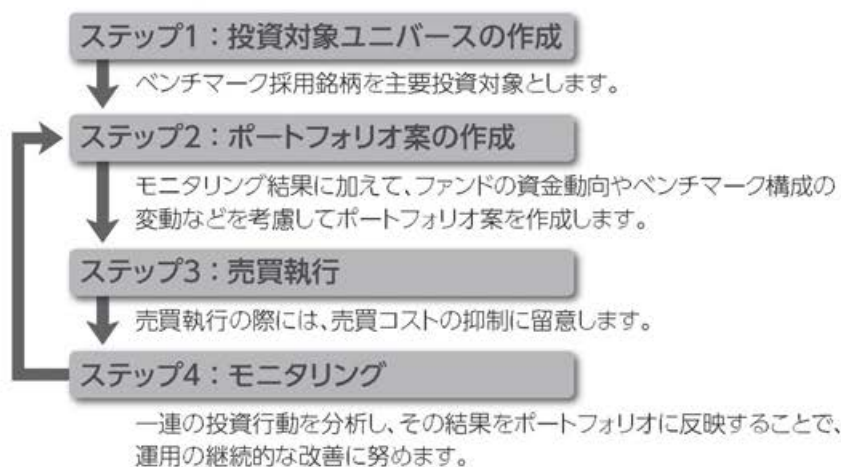 ステップ1：投資対象ユニバースの作成
ベンチマーク採用銘柄を主要投資対象とします。
ステップ2：ポートフォリオ案の作成
モニタリング結果に加えて、ファンドの資金動向やベンチマーク構成の
変動などを考慮してポートフォリオ案を作成します。
ステップ3：売買執行
売買執行の際には、売買コストの抑制に留意します。
ステップ4：モニタリング
一連の投資行動を分析し、その結果をポートフォリオに反映することで、
運用の継続的な改善に努めます。